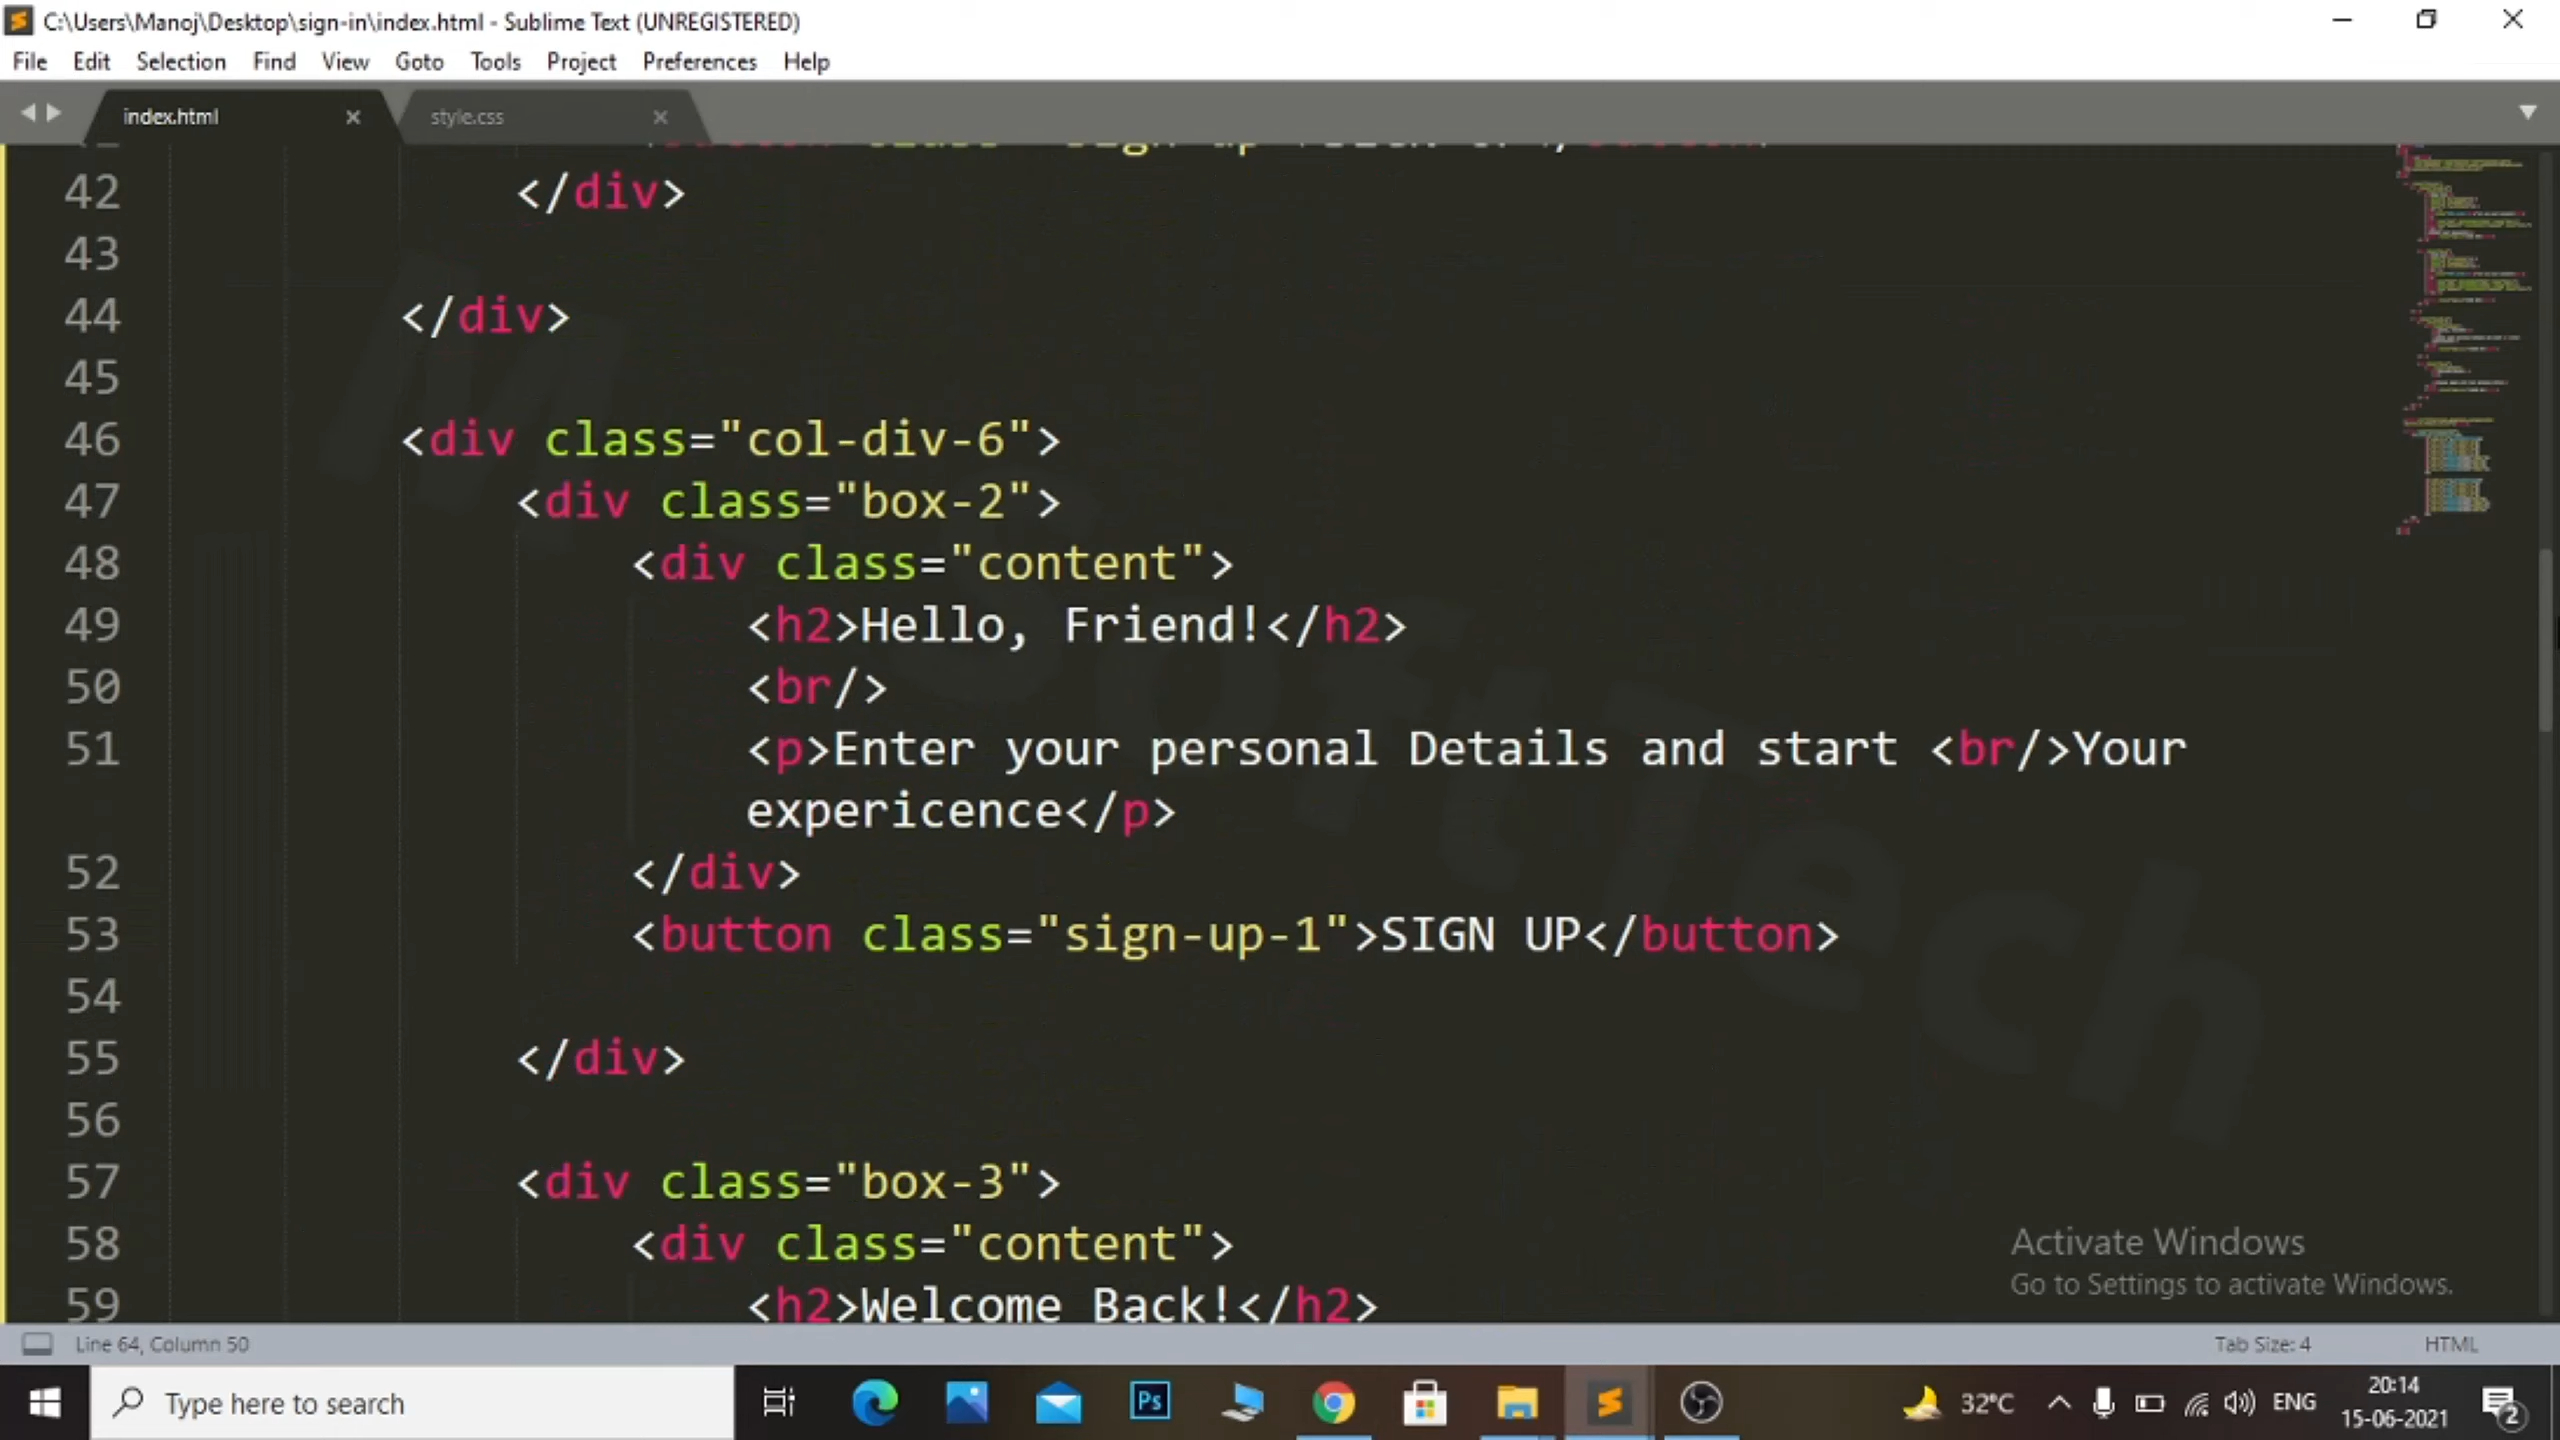 C:\Users\Manoj\Desktop\sign-in\index.html - Sublime Text (UNREGISTERED)
File Edit Selection Find View Goto Tools Project Preferences Help
index.html style.css
42 </div>
43
44 </div>
45
46 <div class="col-div-6">
47 <div class="box-2">
48 <div class="content">
49 <h2>Hello, Friend!</h2>
50 <br/>
51 <p>Enter your personal Details and start <br/>Your
expericence</p>
52 </div>
53 <button class="sign-up-1">SIGN UP</button>
54
55 </div>
56
57 <div class="box-3">
58 <div class="content">
59 <h2>Welcome Back!</h2>
Activate Windows
Go to Settings to activate Windows.
Line 64, Column 50 Tab Size: 4 HTML
Type here to search Ps 32°C ENG 20:14
15-06-2021 2